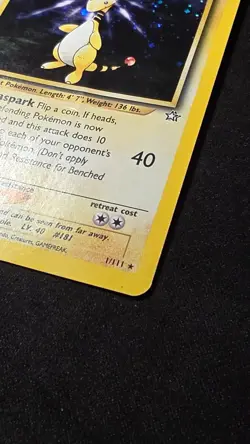 Pokemon. Length: 4' 7", Weight: 136 lbs.
aspark Flip a coin. If heads,
fending Pokémon is now
d and this attack does 10
each of your opponent's
(Don't apply
Resistance for Benched
40
resistance
retreat cost
can be seen from far away.
LV. 40 #181
Creatures, GAMEFREAK.
1/111